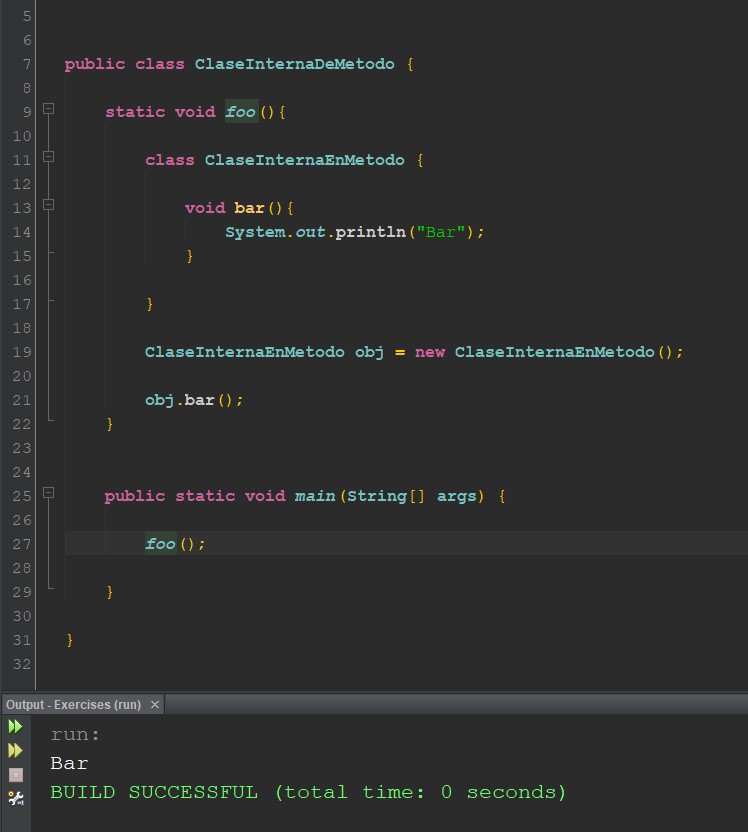 5
6
7 public class ClaseInternaDeMetodo {
8
9 static void foo(){
10
11 class ClaseInternaEnMetodo {
12
13 void bar(){
14 System.out.println("Bar");
15 }
16
17 }
18
19 ClaseInternaEnMetodo obj = new ClaseInternaEnMetodo();
20
21 obj.bar();
22 }
23
24
25 public static void main(String[] args) {
26
27 foo();
28
29 }
30
31 }
32
Output - Exercises (run) ×
run:
Bar
BUILD SUCCESSFUL (total time: 0 seconds)